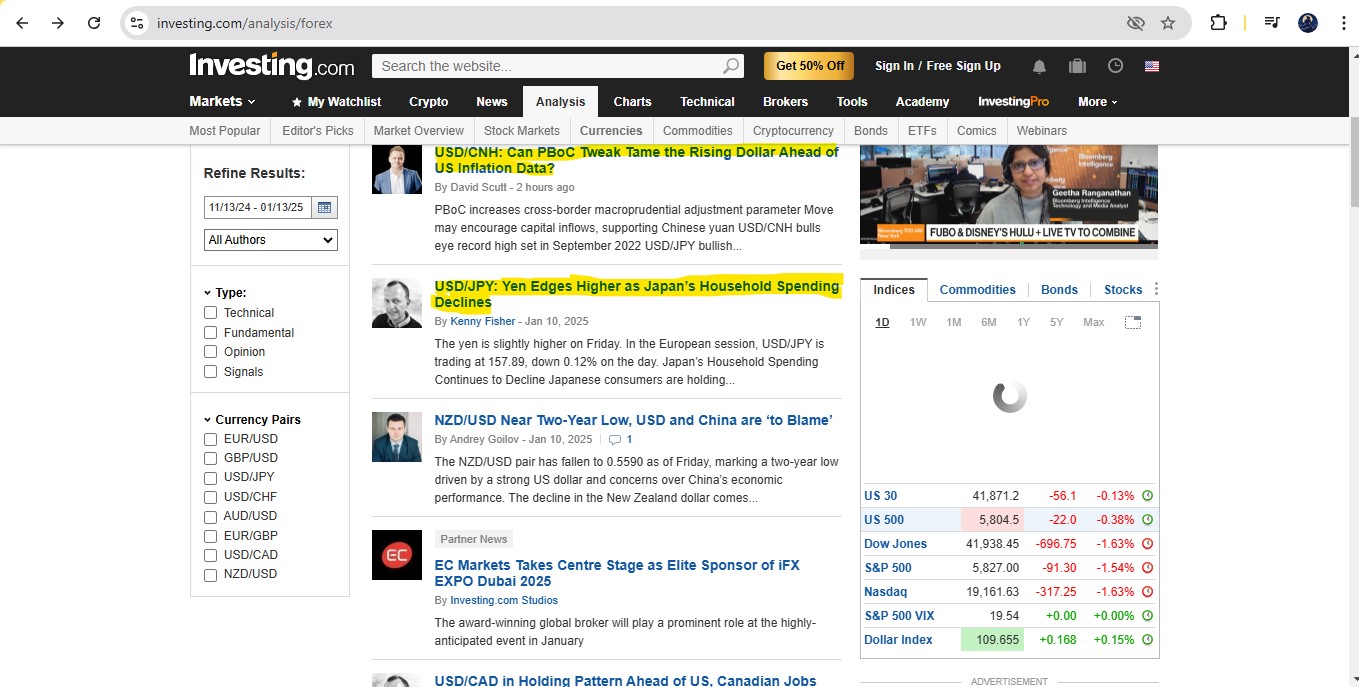 investing.com/analysis/forex
Investing.com
Search the website...
Get 50% Off
Sign In / Free Sign Up
Markets
My Watchlist
Crypto
News
Analysis
Charts
Technical
Brokers
Tools
Academy
InvestingPro
More
Most Popular
Editor's Picks
Market Overview
Stock Markets
Currencies
Commodities
Cryptocurrency
Bonds
ETFs
Comics
Webinars
Refine Results:
11/13/24 - 01/13/25
All Authors
Type:
Technical
Fundamental
Opinion
Signals
Currency Pairs
EUR/USD
GBP/USD
USD/JPY
USD/CHF
AUD/USD
EUR/GBP
USD/CAD
NZD/USD
USD/CNH: Can PBoC Tweak Tame the Rising Dollar Ahead of
US Inflation Data?
By David Scutt - 2 hours ago
PBoC increases cross-border macroprudential adjustment parameter Move
may encourage capital inflows, supporting Chinese yuan USD/CNH bulls
eye record high set in September 2022 USD/JPY bullish...
USD/JPY: Yen Edges Higher as Japan’s Household Spending
Declines
By Kenny Fisher - Jan 10, 2025
The yen is slightly higher on Friday. In the European session, USD/JPY is
trading at 157.89, down 0.12% on the day. Japan’s Household Spending
Continues to Decline Japanese consumers are holding...
NZD/USD Near Two-Year Low, USD and China are ‘to Blame’
By Andrey Goilov - Jan 10, 2025 1
The NZD/USD pair has fallen to 0.5590 as of Friday, marking a two-year low
driven by a strong US dollar and concerns over China’s economic
performance. The decline in the New Zealand dollar comes...
EC
Partner News
EC Markets Takes Centre Stage as Elite Sponsor of iFX
EXPO Dubai 2025
By Investing.com Studios
The award-winning global broker will play a prominent role at the highly-
anticipated event in January
USD/CAD in Holding Pattern Ahead of US, Canadian Jobs
Bloomberg
Intelligence
Geetha Ranganathan
Bloomberg Intelligence
Technology and Media Analyst
Bloomberg 11:00 AM
New York
FUBO & DISNEY'S HULU + LIVE TV TO COMBINE
Indices
Commodities
Bonds
Stocks
1D 1W 1M 6M 1Y 5Y Max
US 30 41,871.2 -56.1 -0.13%
US 500 5,804.5 -22.0 -0.38%
Dow Jones 41,938.45 -696.75 -1.63%
S&P 500 5,827.00 -91.30 -1.54%
Nasdaq 19,161.63 -317.25 -1.63%
S&P 500 VIX 19.54 +0.00 +0.00%
Dollar Index 109.655 +0.168 +0.15%
ADVERTISEMENT